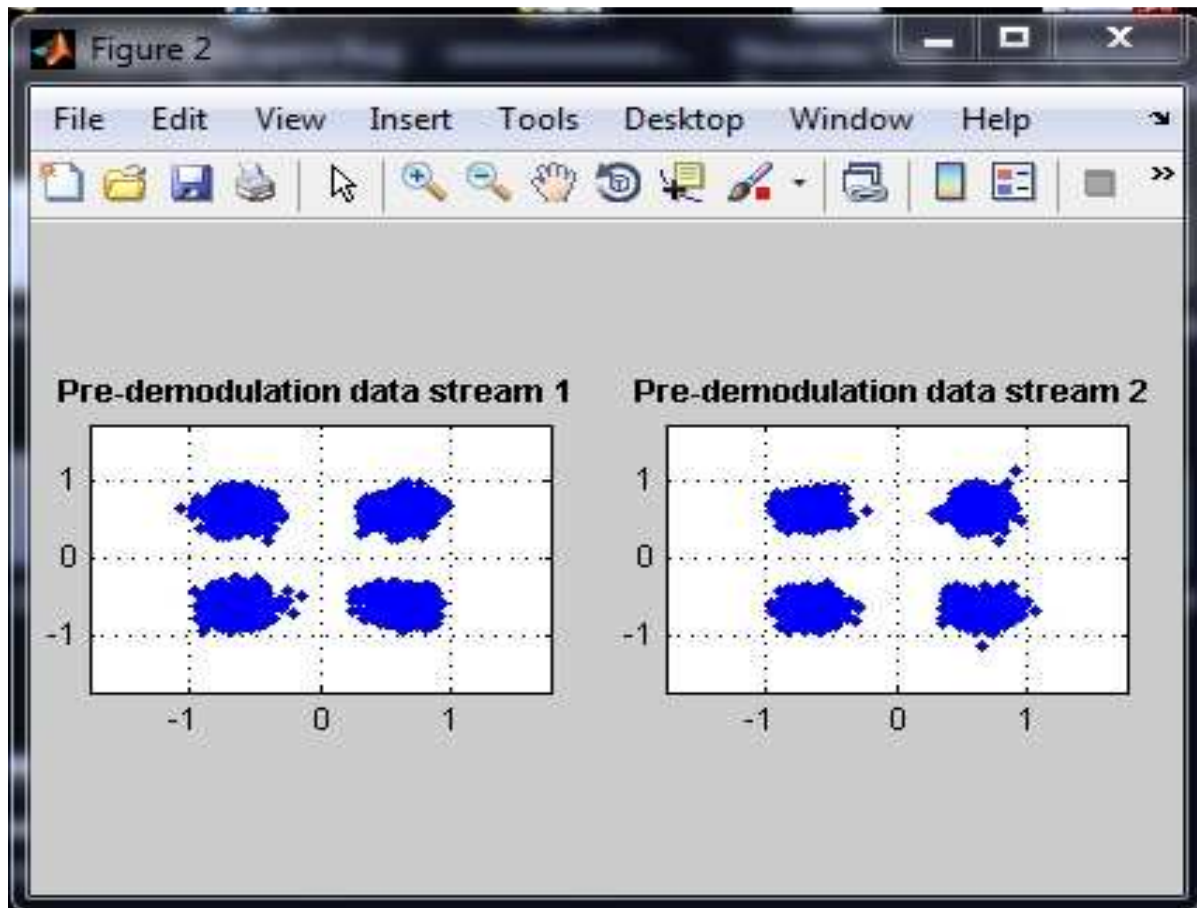 Figure 2
File Edit View Insert Tools Desktop Window Help
Pre-demodulation data stream 1
1
0
-1
-1 0 1
Pre-demodulation data stream 2
1
0
-1
-1 0 1